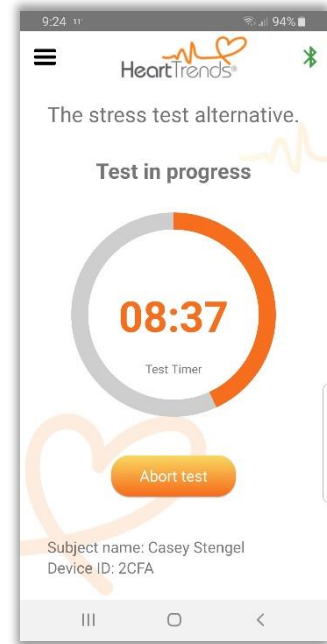 9:24
94%
HeartTrends®
The stress test alternative.
Test in progress
08:37
Test Timer
Abort test
Subject name: Casey Stengel
Device ID: 2CFA